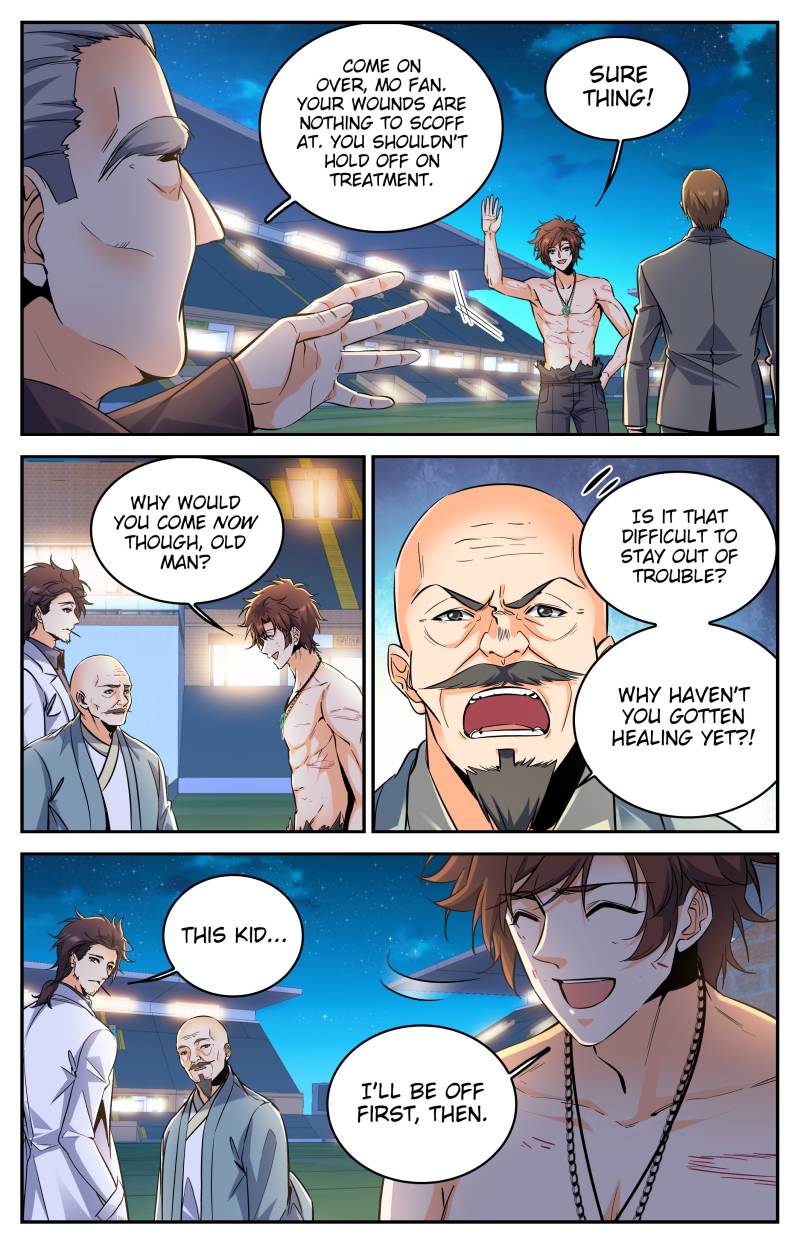 COME ON
OVER, MO FAN.
YOUR WOUNDS ARE
NOTHING TO SCOFF
AT. YOU SHOULDN'T
HOLD OFF ON
TREATMENT.
SURE
THING!
WHY WOULD
YOU COME NOW
THOUGH, OLD
MAN?
IS IT THAT
DIFFICULT TO
STAY OUT OF
TROUBLE?
WHY HAVEN'T
YOU GOTTEN
HEALING YET?!
THIS KID...
I'LL BE OFF
FIRST, THEN.